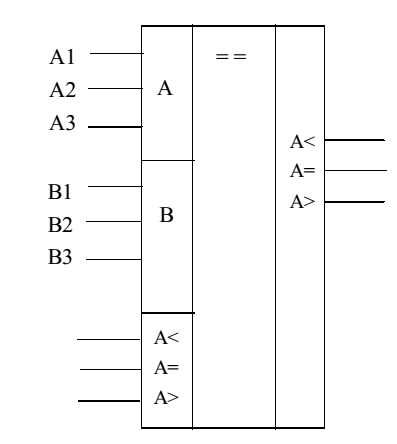 A1
A2
A3
A
= =
B1
B2
B3
B
A<
A=
A>
A<
A=
A>